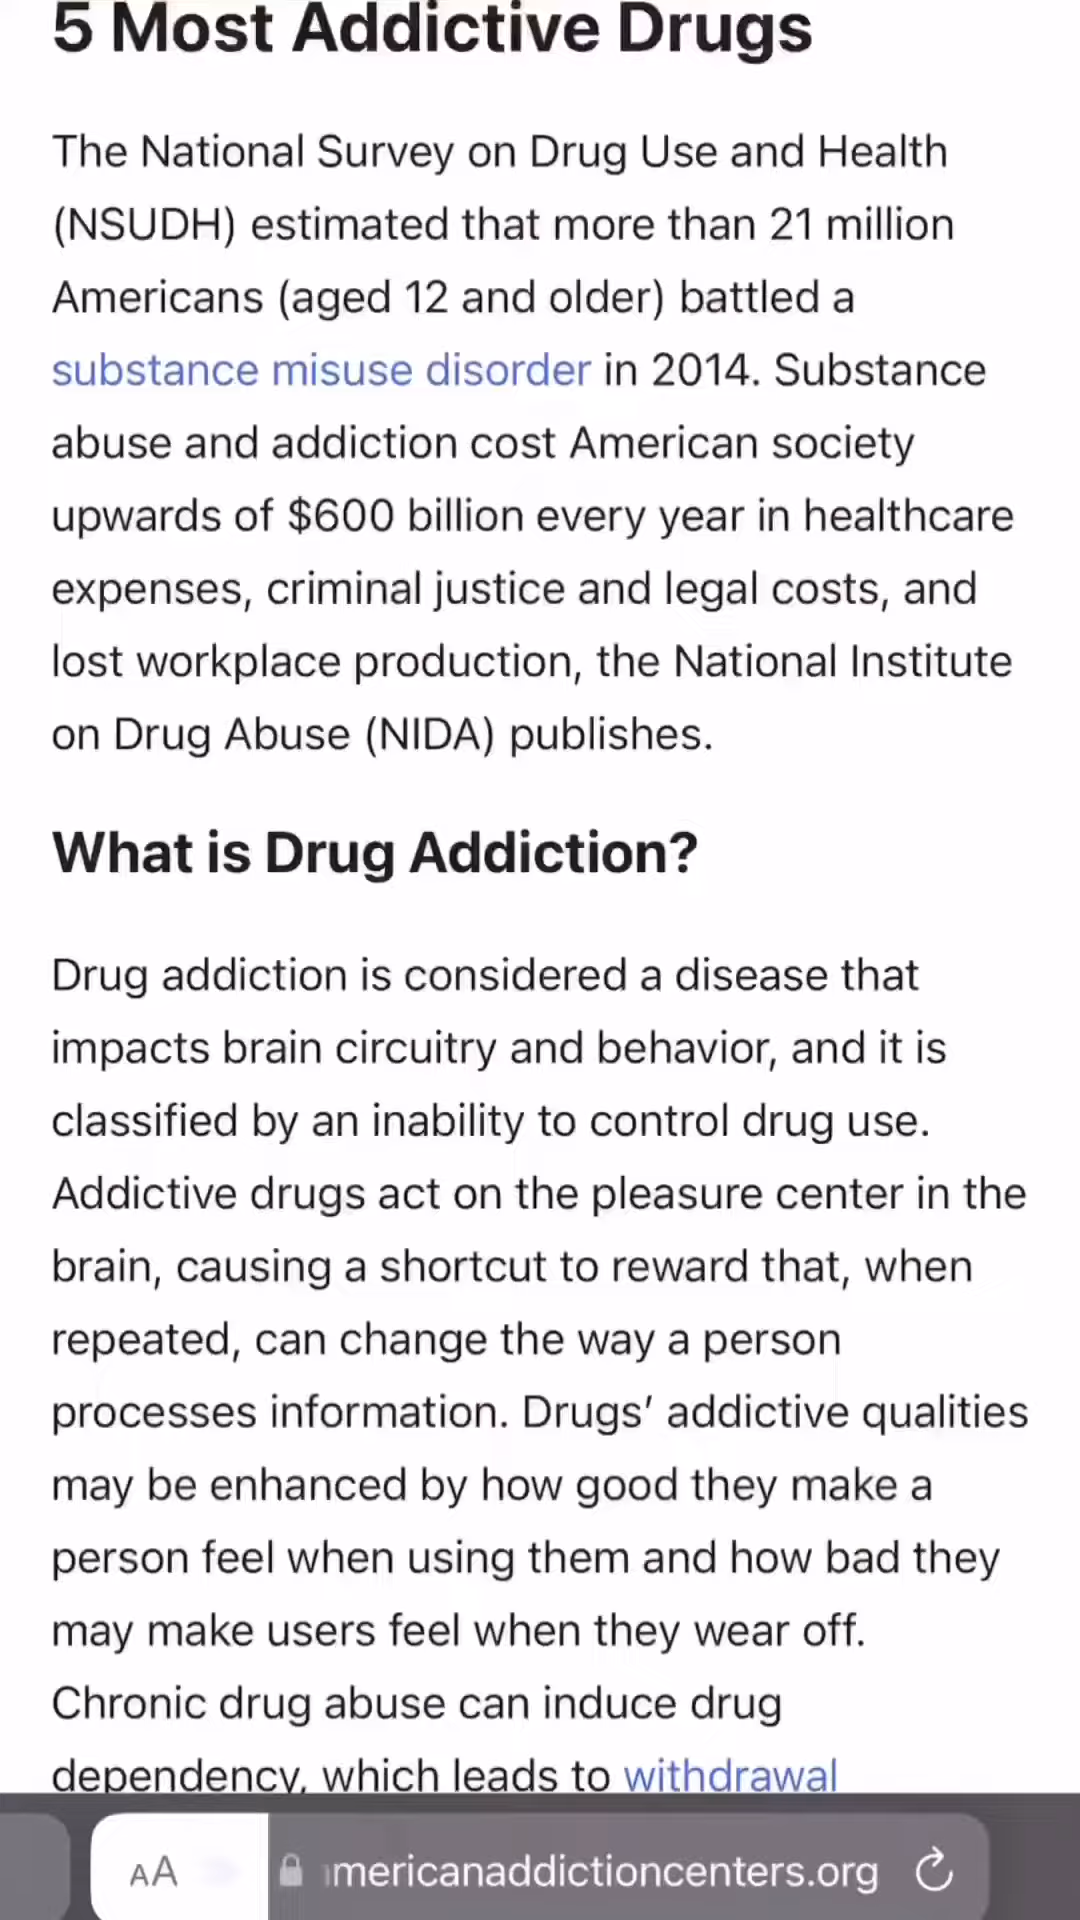 5 Most Addictive Drugs
The National Survey on Drug Use and Health
(NSUDH) estimated that more than 21 million
Americans (aged 12 and older) battled a
substance misuse disorder in 2014. Substance
abuse and addiction cost American society
upwards of $600 billion every year in healthcare
expenses, criminal justice and legal costs, and
lost workplace production, the National Institute
on Drug Abuse (NIDA) publishes.
What is Drug Addiction?
Drug addiction is considered a disease that
impacts brain circuitry and behavior, and it is
classified by an inability to control drug use.
Addictive drugs act on the pleasure center in the
brain, causing a shortcut to reward that, when
repeated, can change the way a person
processes information. Drugs’ addictive qualities
may be enhanced by how good they make a
person feel when using them and how bad they
may make users feel when they wear off.
Chronic drug abuse can induce drug
dependency, which leads to withdrawal
AA mericanaddictioncenters.org